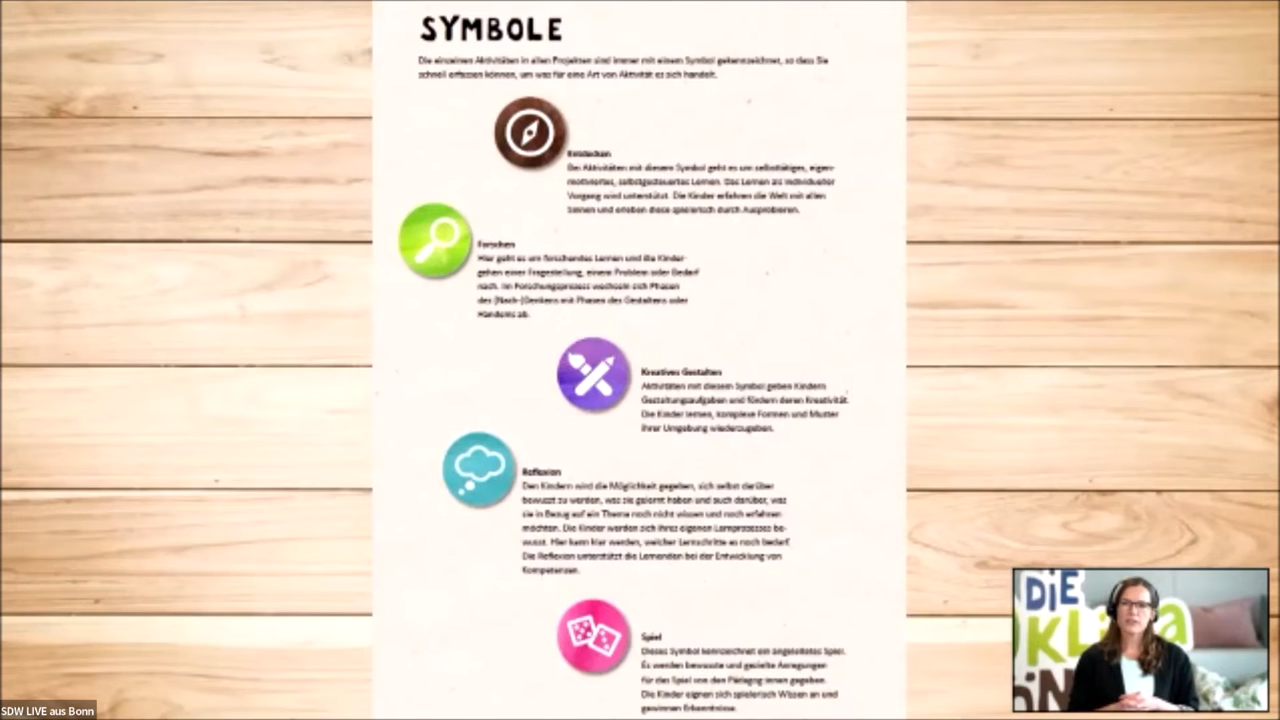 SYMBOLE
Die einzelnen Aktivitäten in allen Projekten sind immer mit einem Symbol gekennzeichnet, so dass Sie
schnell erfassen können, um was für eine Art von Aktivität es sich handelt.
Entdecken
Bei Aktivitäten mit diesem Symbol geht es um selbsttätiges, eigen-
motiviertes, selbstgesteuertes Lernen. Das Lernen als individueller
Vorgang wird unterstützt. Die Kinder erfahren die Welt mit allen
Sinnen und erleben diese spielerisch durch Ausprobieren.
Forschen
Hier geht es um forschendes Lernen und die Kinder
gehen einer Fragestellung, einem Problem oder Bedarf
nach. Im Forschungsprozess wechseln sich Phasen
des (Nach-)Denkens mit Phasen des Gestaltens oder
Handelns ab.
Kreatives Gestalten
Aktivitäten mit diesem Symbol geben Kindern
Gestaltungsaufgaben und fördern deren Kreativität.
Die Kinder lernen, komplexe Formen und Muster
ihrer Umgebung wiederzugeben.
Reflexion
Den Kindern wird die Möglichkeit gegeben, sich selbst darüber
bewusst zu werden, was sie gelernt haben und auch darüber, was
sie in Bezug auf ein Thema noch nicht wissen und noch erfahren
möchten. Die Kinder werden sich ihres eigenen Lernprozesses be-
wusst. Hier kann klar werden, welcher Lernschritte es noch bedarf.
Die Reflexion unterstützt die Lernenden bei der Entwicklung von
Kompetenzen.
Spiel
Dieses Symbol kennzeichnet ein angeleitetes Spiel.
Es werden bewusste und gezielte Anregungen
für das Spiel von den Pädagog·innen gegeben.
Die Kinder eignen sich spielerisch Wissen an und
gewinnen Erkenntnisse.
DiE
SDW LIVE aus Bonn